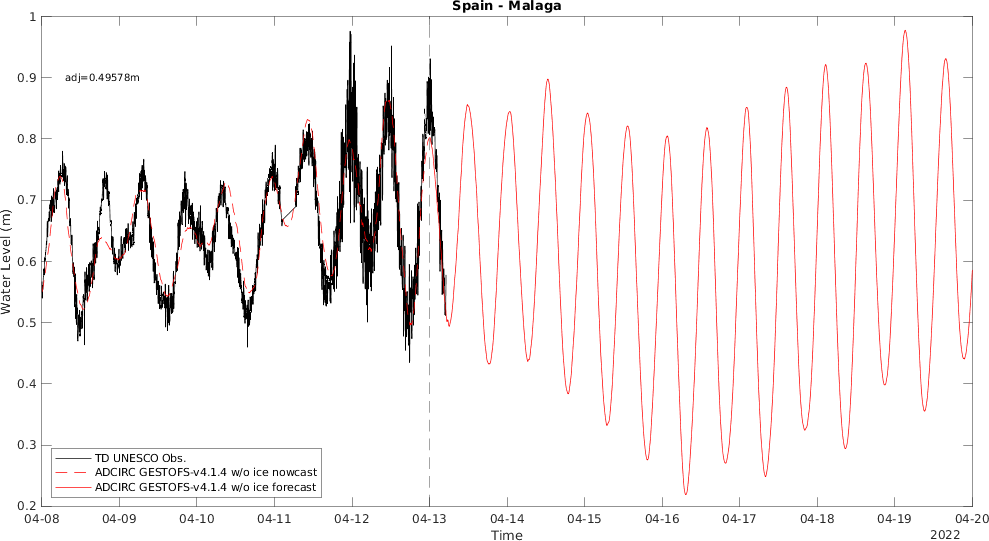 Spain - Malaga
1
0.9
adj=0.49578m
0.8
0.7
0.6
0.5
0.4
0.3
0.2
Water Level (m)
TD UNESCO Obs.
ADCIRC GESTOFS-v4.1.4 w/o ice nowcast
ADCIRC GESTOFS-v4.1.4 w/o ice forecast
04-08 04-09 04-10 04-11 04-12 04-13 04-14 04-15 04-16 04-17 04-18 04-19 04-20
Time
2022